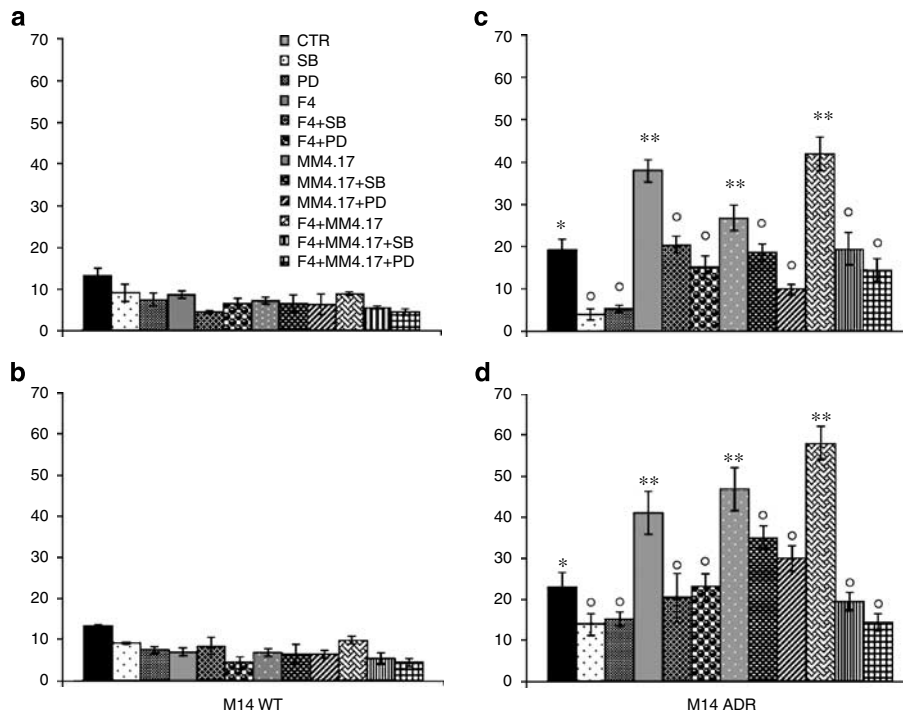 a
70
60
50
40
30
20
10
0
CTR
SB
PD
F4
F4+SB
F4+PD
MM4.17
MM4.17+SB
MM4.17+PD
F4+MM4.17
F4+MM4.17+SB
F4+MM4.17+PD
b
70
60
50
40
30
20
10
0
M14 WT
c
70
60
50
40
30
20
10
0
*
**
**
**
d
70
60
50
40
30
20
10
0
*
**
**
**
M14 ADR